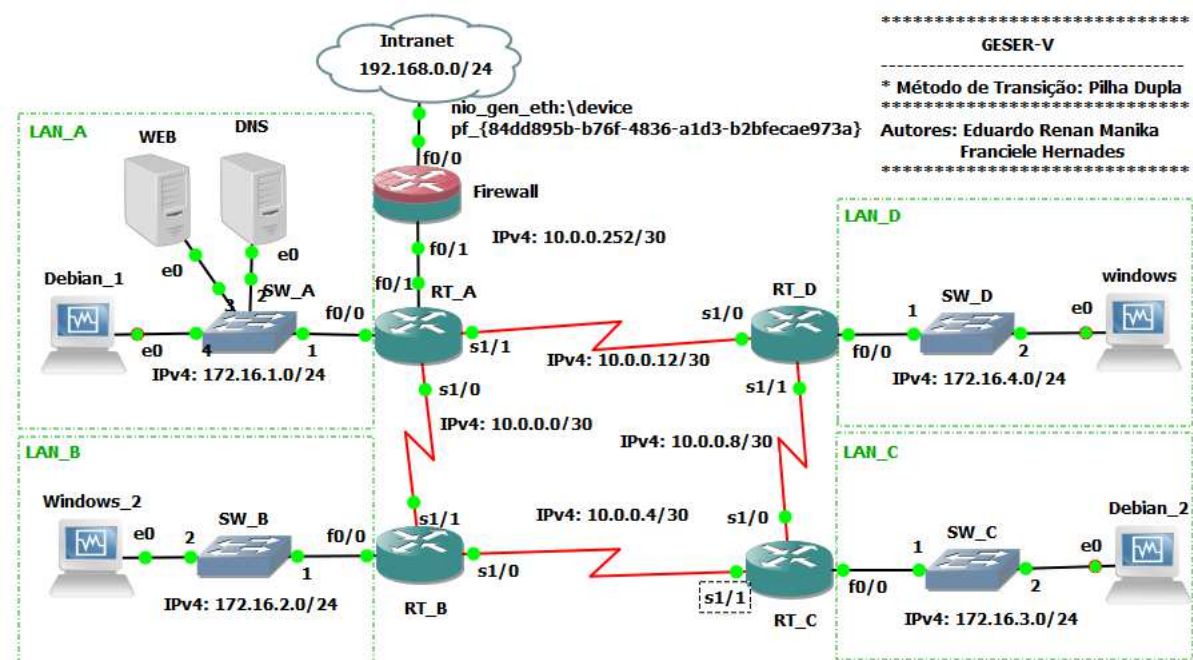 Intranet
192.168.0.0/24
nio_gen_eth:\device
pf_{84dd895b-b76f-4836-a1d3-b2bfecae973a}
f0/0
Firewall
IPv4: 10.0.0.252/30
f0/1
f0/1
******************************
GESER-V
--------------------------------------
* Método de Transição: Pilha Dupla
******************************
Autores: Eduardo Renan Manika
Franciele Hernades
******************************
LAN_A
WEB
DNS
e0
e0
Debian_1
3
2
SW_A
e0
4
1
f0/0
IPv4: 172.16.1.0/24
RT_A
s1/1
s1/0
IPv4: 10.0.0.12/30
IPv4: 10.0.0.0/30
LAN_D
RT_D
s1/0
s1/1
f0/0
1
SW_D
2
e0
windows
IPv4: 172.16.4.0/24
IPv4: 10.0.0.8/30
LAN_B
Windows_2
e0
2
SW_B
1
f0/0
IPv4: 172.16.2.0/24
s1/1
s1/0
RT_B
IPv4: 10.0.0.4/30
LAN_C
s1/0
s1/1
RT_C
f0/0
1
SW_C
2
e0
Debian_2
IPv4: 172.16.3.0/24